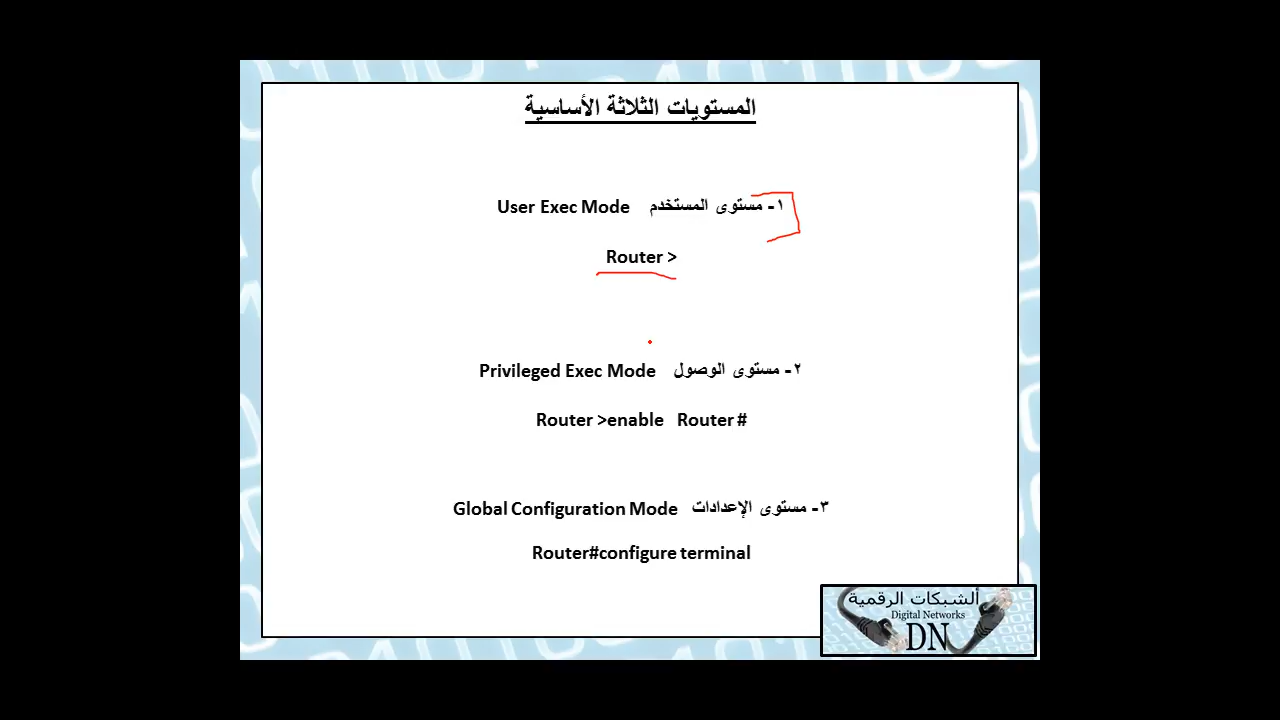 المستويات الثلاثة الأساسية
١- مستوى المستخدم User Exec Mode
Router >
٢- مستوى الوصول Privileged Exec Mode
Router >enable Router #
٣- مستوى الإعدادات Global Configuration Mode
Router#configure terminal
ألشبكات الرقمية
Digital Networks
DN